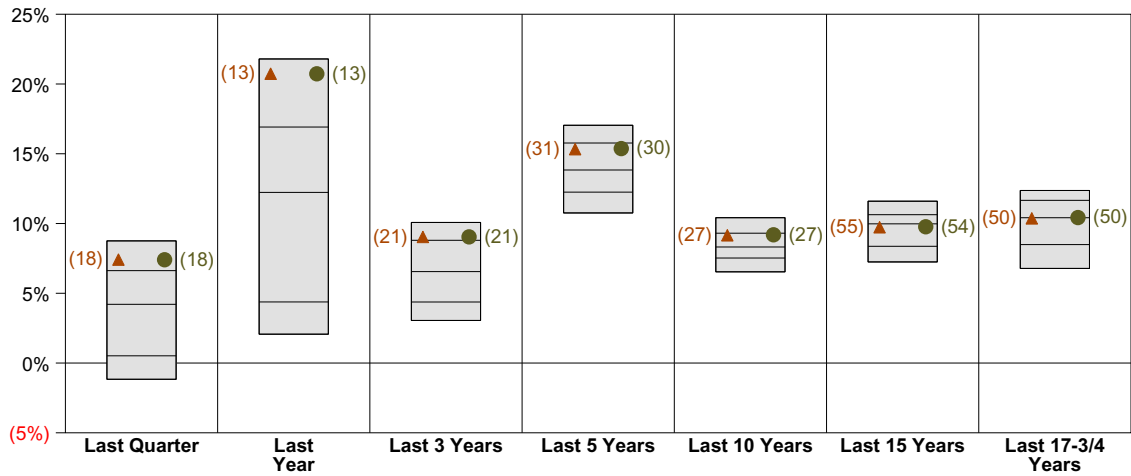 25%
20%
15%
10%
5%
0%
(5%)
(18) (18)
(13) (13)
(21) (21)
(31) (30)
(27) (27)
(55) (54)
(50) (50)
Last Quarter
Last
Year
Last 3 Years
Last 5 Years
Last 10 Years
Last 15 Years
Last 17-3/4
Years